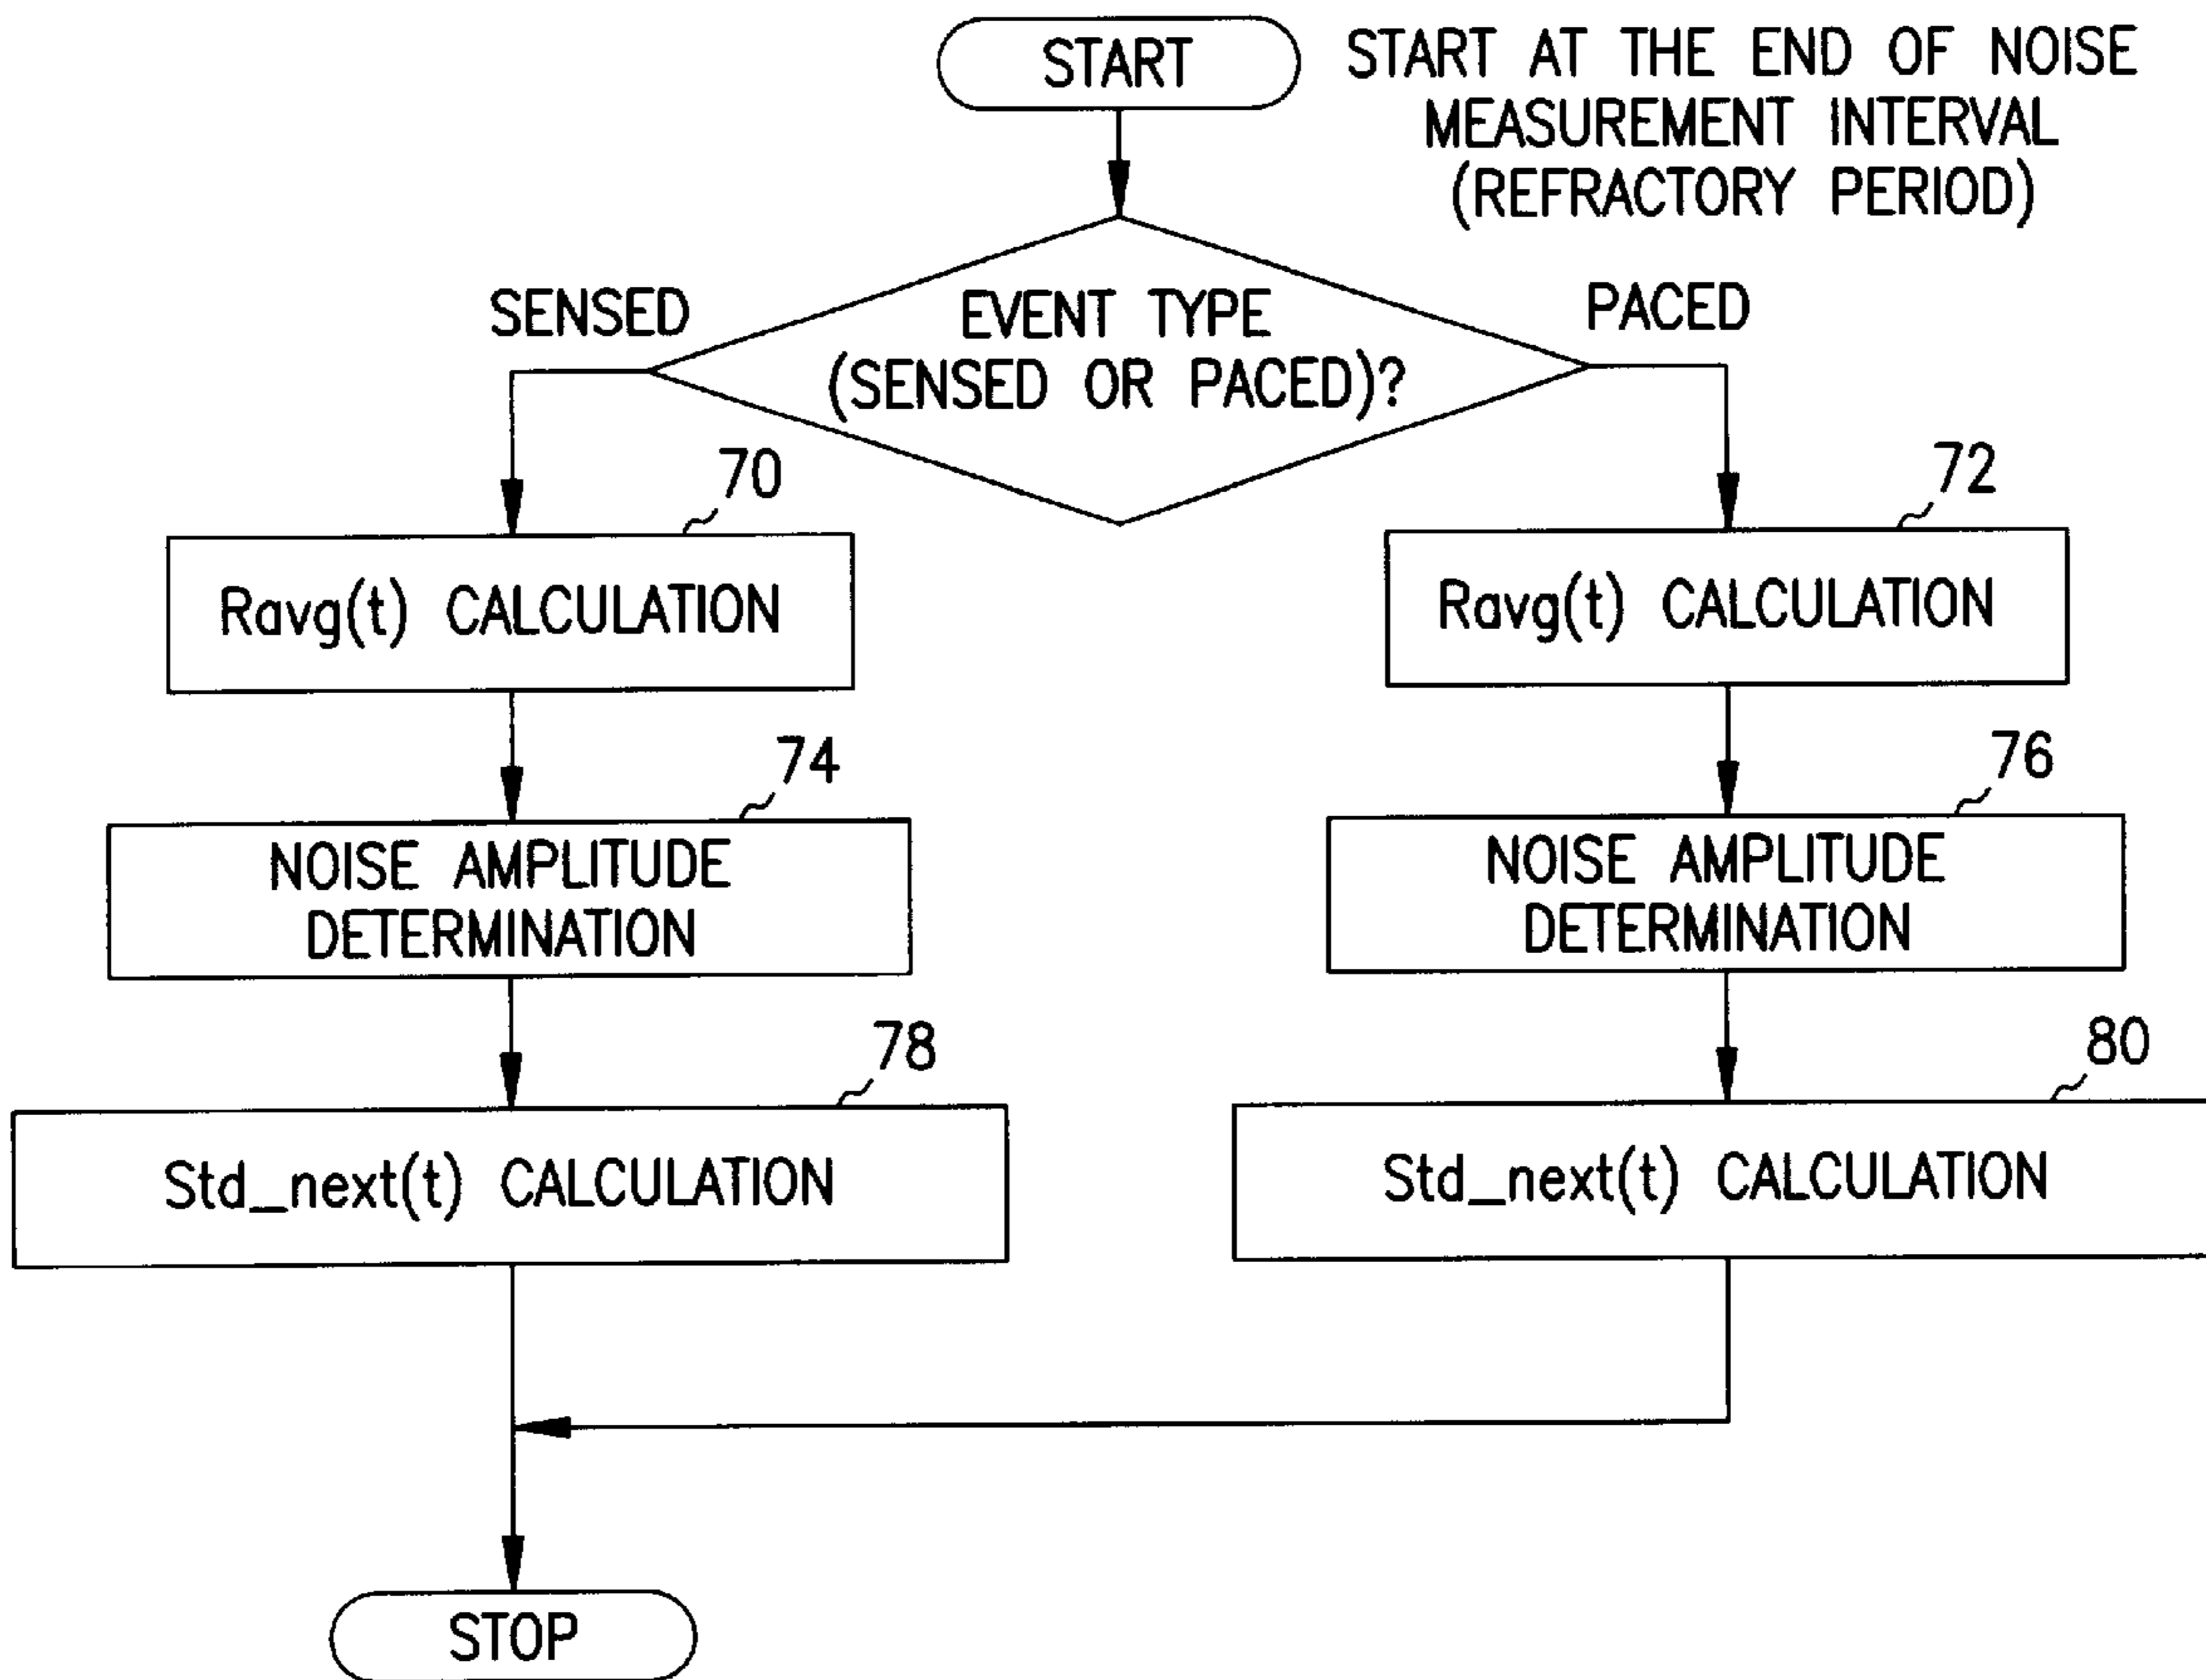 START
START AT THE END OF NOISE
MEASUREMENT INTERVAL
(REFRACTORY PERIOD)
SENSED
EVENT TYPE
(SENSED OR PACED)?
PACED
70
72
Ravg(t) CALCULATION
Ravg(t) CALCULATION
74
76
NOISE AMPLITUDE
DETERMINATION
NOISE AMPLITUDE
DETERMINATION
78
80
Std_next(t) CALCULATION
Std_next(t) CALCULATION
STOP